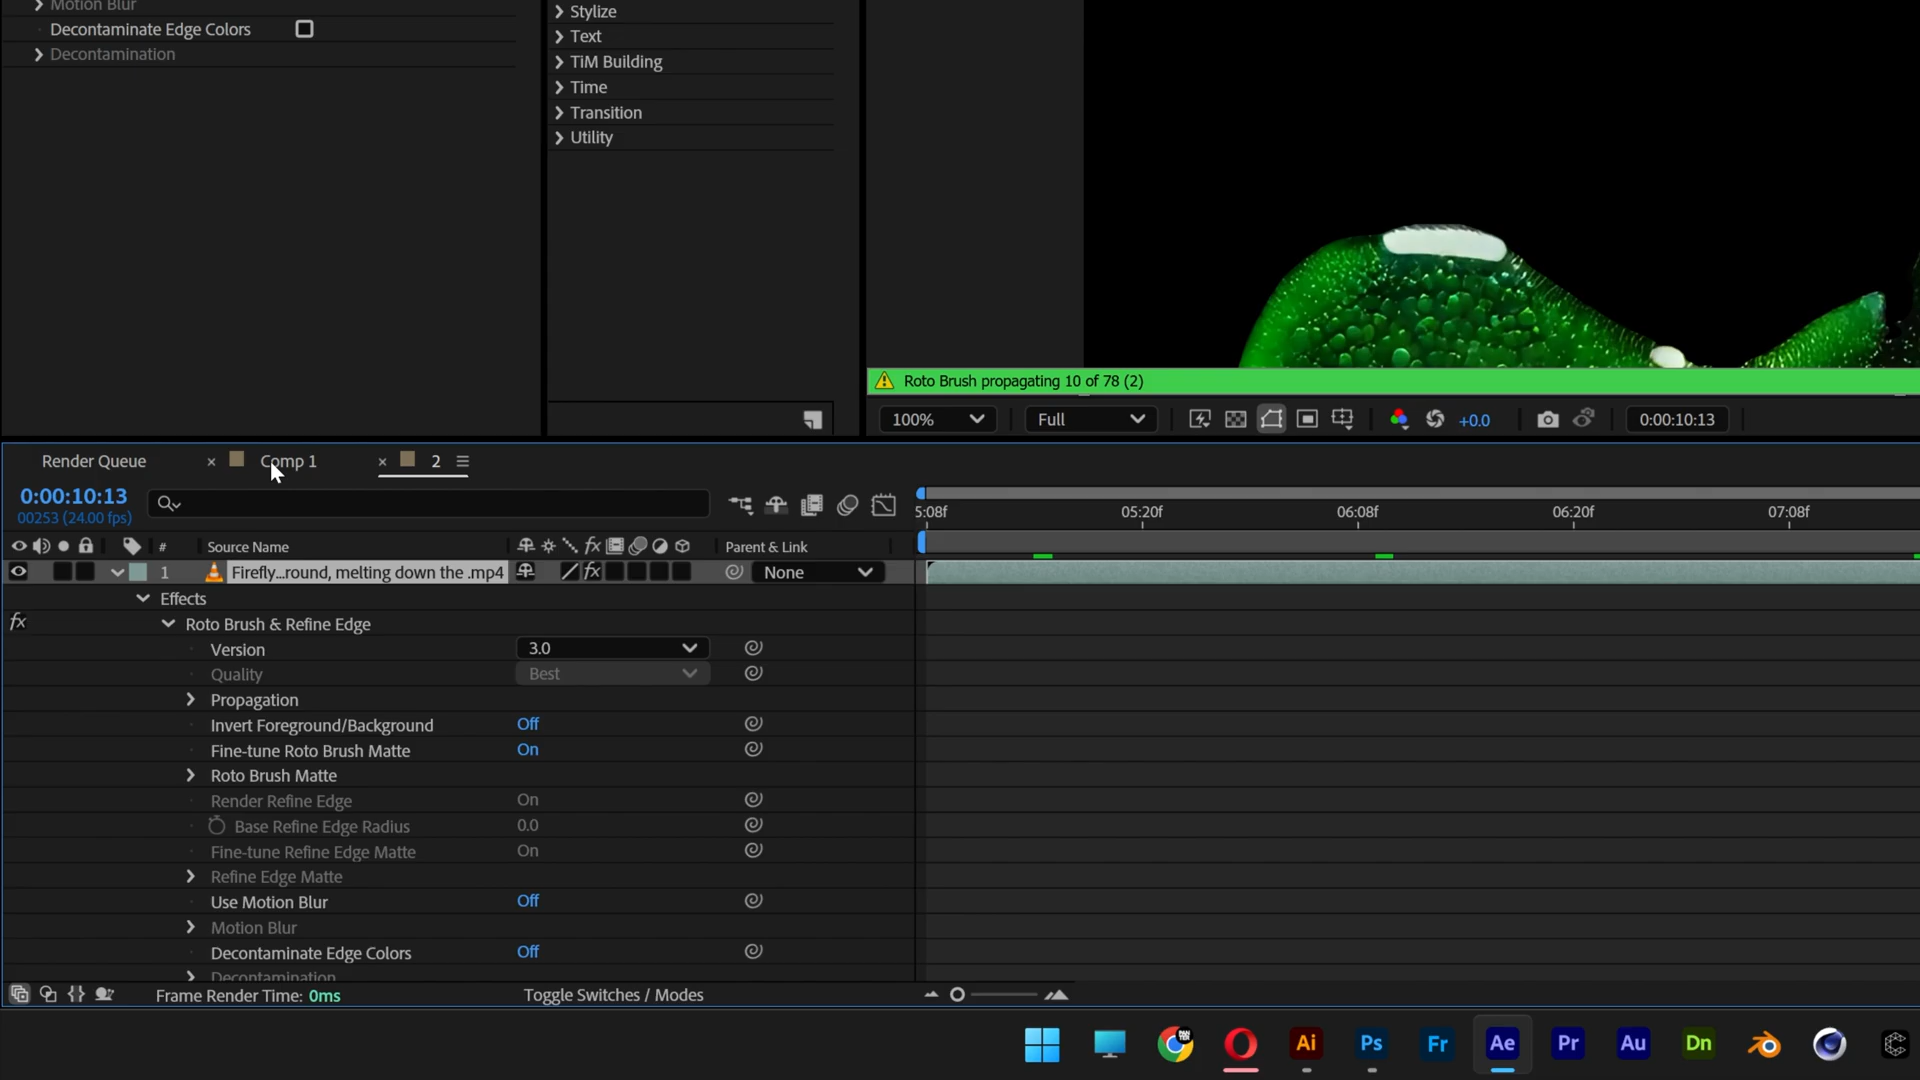 Motion Blur
Decontaminate Edge Colors
Decontamination
Stylize
Text
TiM Building
Time
Transition
Utility
Roto Brush propagating 10 of 78 (2)
100%
Full
+0.0
0:00:10:13
Render Queue
Comp 1
2
0:00:10:13
00253 (24.00 fps)
5:08f 05:20f 06:08f 06:20f 07:08f
# Source Name Parent & Link
1 Firefly...round, melting down the .mp4 fx None
Effects
fx Roto Brush & Refine Edge
Version 3.0
Quality Best
Propagation
Invert Foreground/Background Off
Fine-tune Roto Brush Matte On
Roto Brush Matte
Render Refine Edge On
Base Refine Edge Radius 0.0
Fine-tune Refine Edge Matte On
Refine Edge Matte
Use Motion Blur Off
Motion Blur
Decontaminate Edge Colors Off
Decontamination
Frame Render Time: 0ms
Toggle Switches / Modes
Ai Ps Fr Ae Pr Au Dn